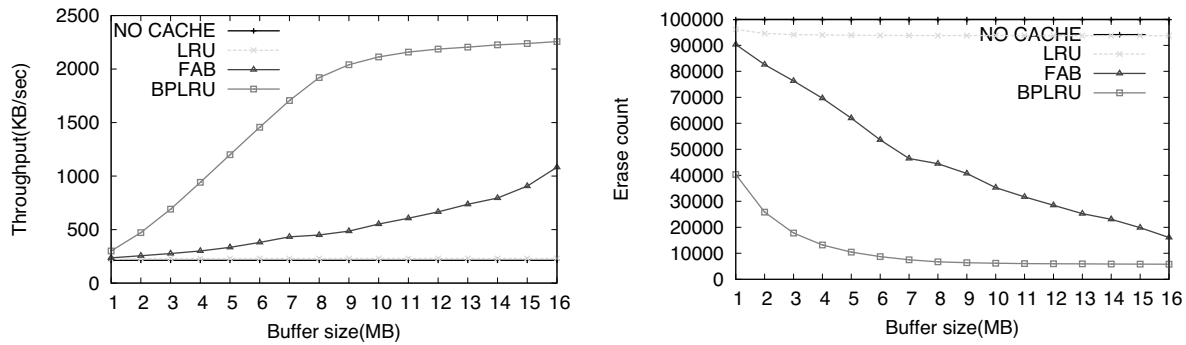 Throughput(KB/sec)
2500
2000
1500
1000
500
0
NO CACHE
LRU
FAB
BPLRU
1 2 3 4 5 6 7 8 9 10 11 12 13 14 15 16
Buffer size(MB)
Erase count
100000
90000
80000
70000
60000
50000
40000
30000
20000
10000
0
NO CACHE
LRU
FAB
BPLRU
1 2 3 4 5 6 7 8 9 10 11 12 13 14 15 16
Buffer size(MB)